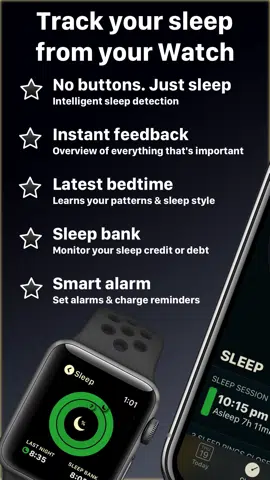 Track your sleep
from your Watch
No buttons. Just sleep
Intelligent sleep detection
Instant feedback
Overview of everything that's important
Latest bedtime
Learns your patterns & sleep style
Sleep bank
Monitor your sleep credit or debt
Smart alarm
Set alarms & charge reminders
Sleep
1:01
LAST NIGHT
8:35
SLEEP BANK
SLEEP
SLEEP SESSION
10:15 pm
Asleep 7h
19
Today